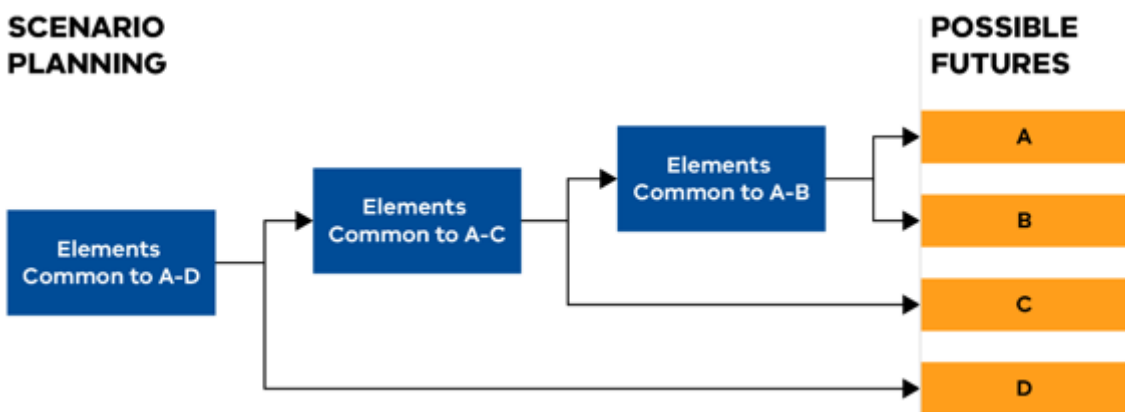 SCENARIO
PLANNING
POSSIBLE
FUTURES
Elements
Common to A-D
Elements
Common to A-C
Elements
Common to A-B
A
B
C
D